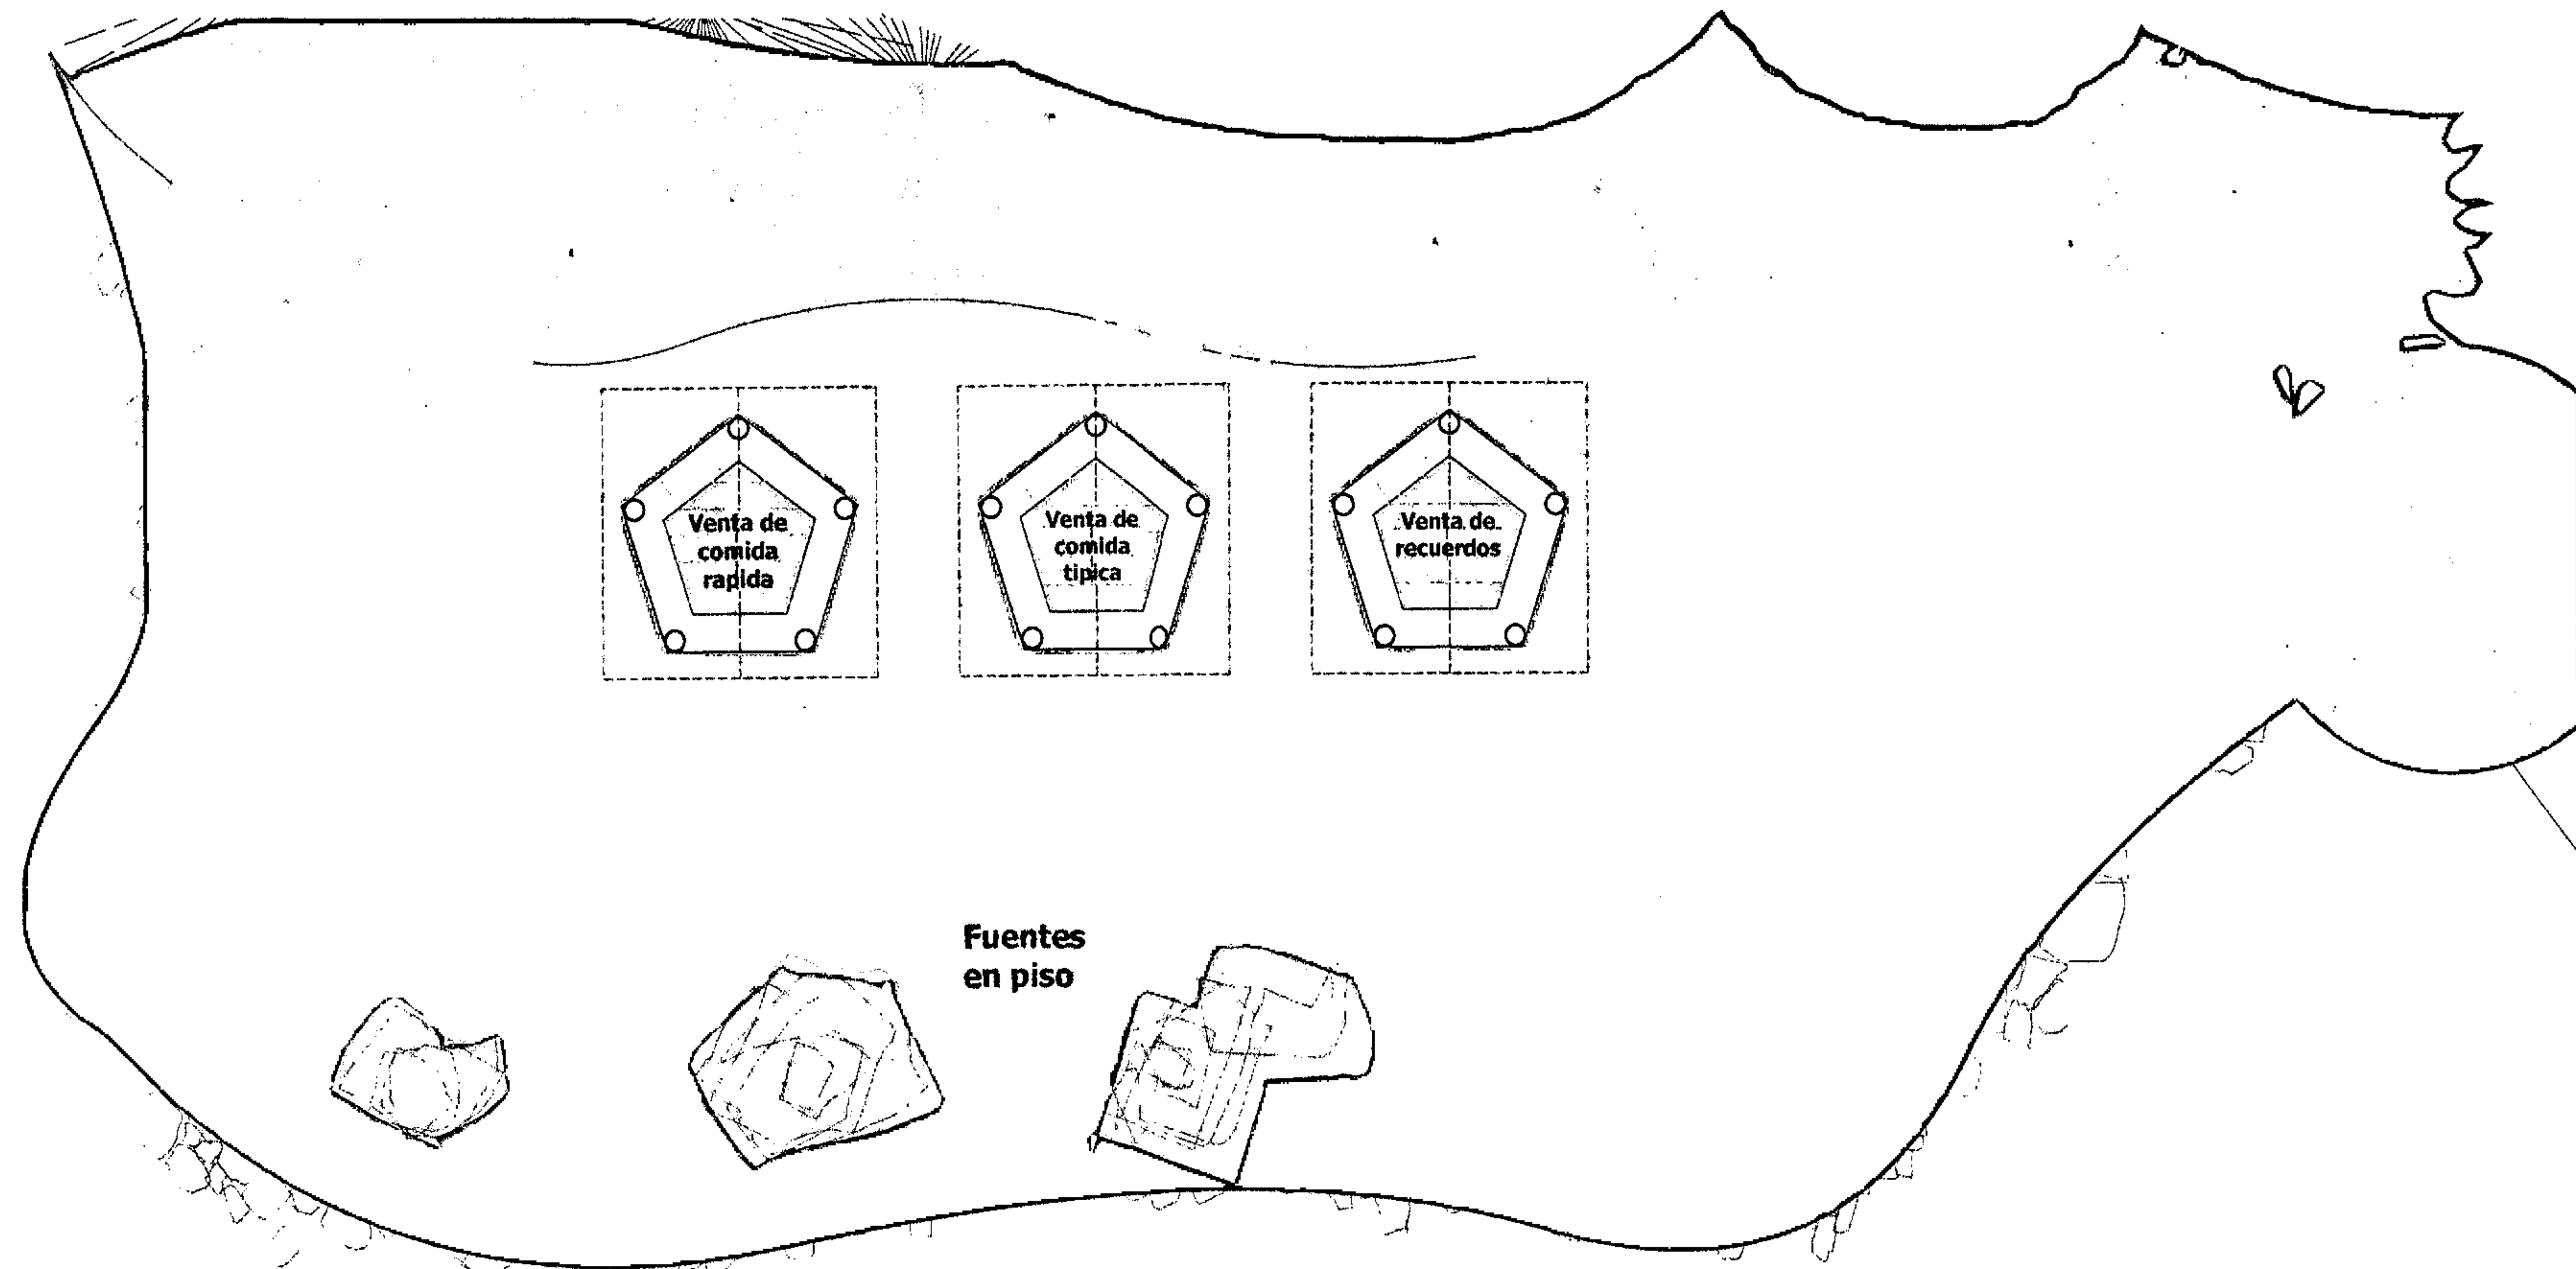 Venta de
comida
rapida
Venta de
comida
tipica
Venta de
recuerdos
Fuentes
en piso